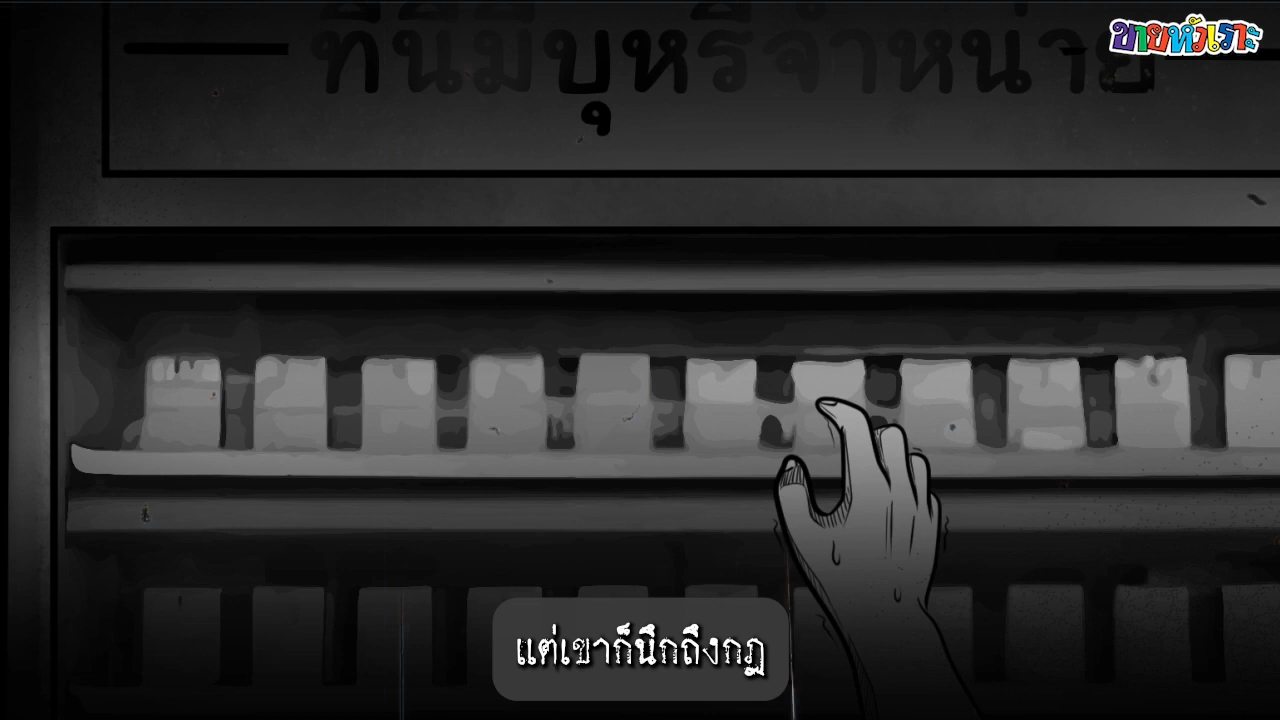 ที่นี่มีบุหรี่จำหน่าย
ขายหัวเราะ
แต่เขาก็นึกถึงกฎ